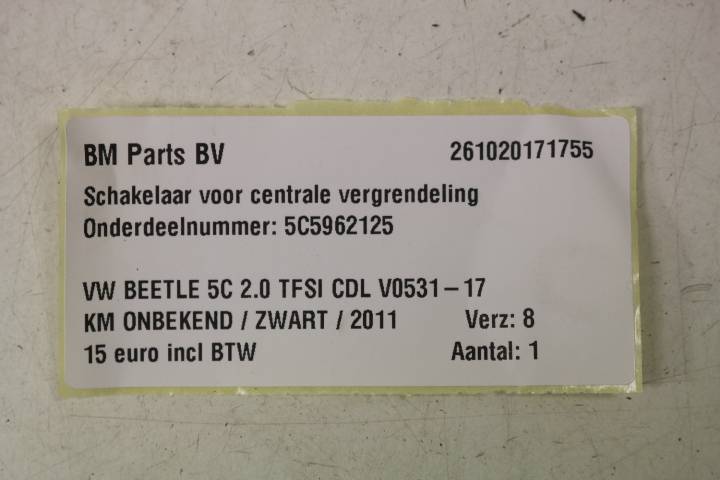 BM Parts BV 261020171755
Schakelaar voor centrale vergrendeling
Onderdeelnummer: 5C5962125
VW BEETLE 5C 2.0 TFSI CDL V0531-17
KM ONBEKEND / ZWART / 2011 Verz: 8
15 euro incl BTW Aantal: 1